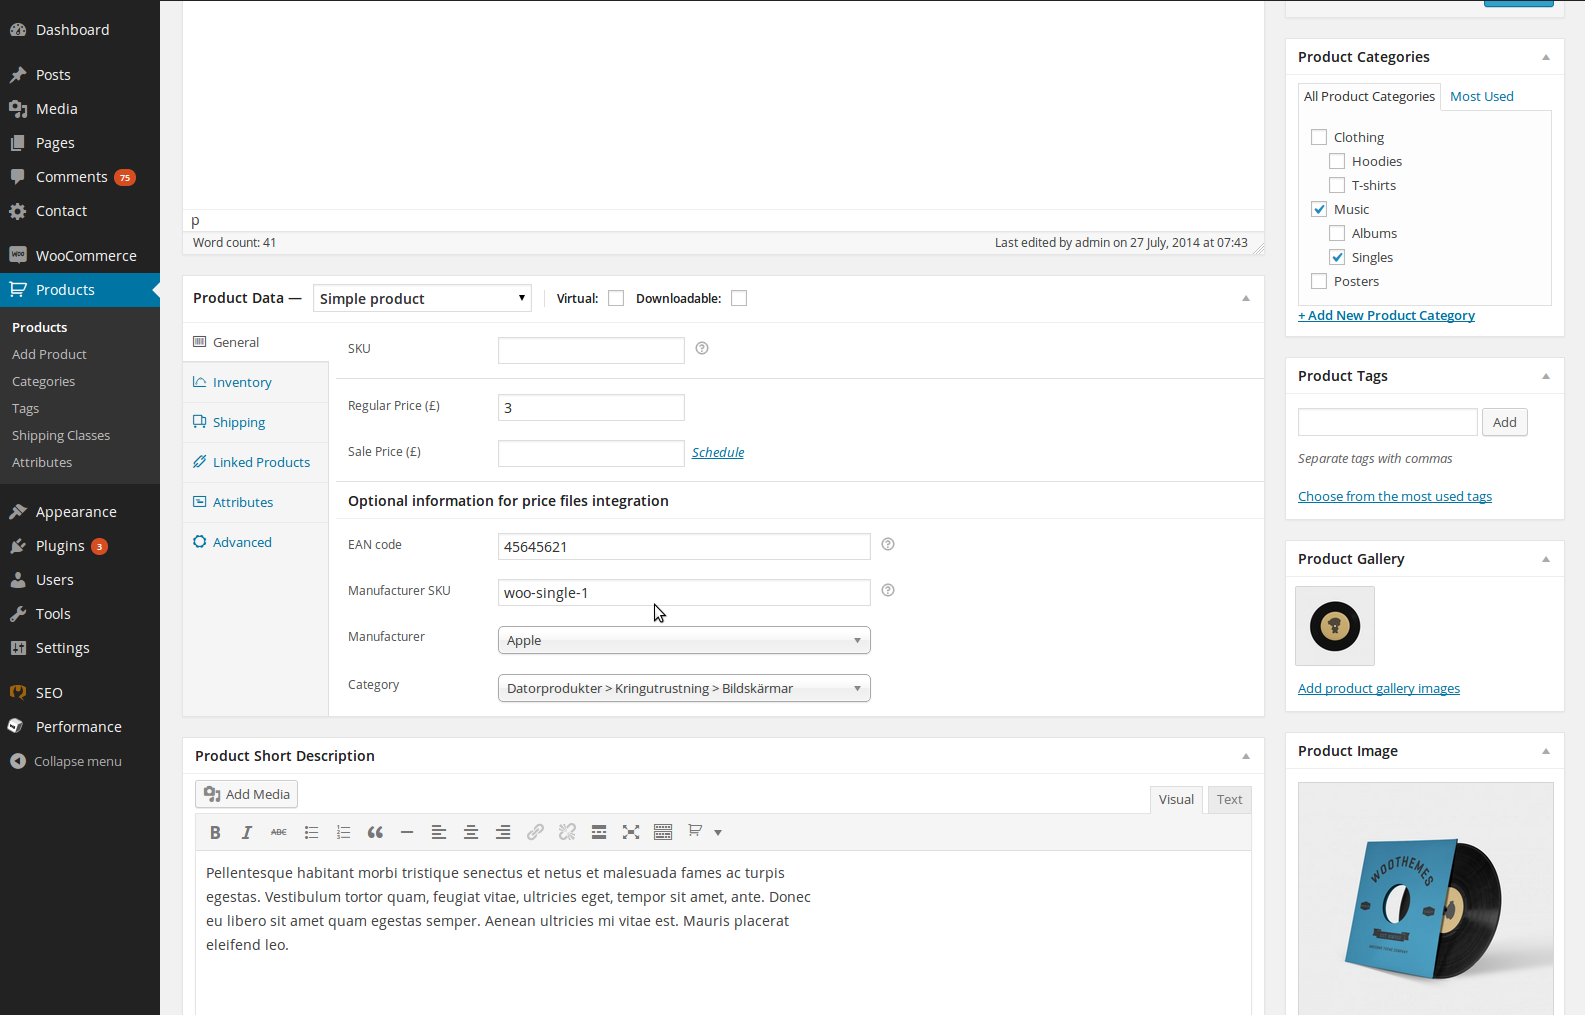 Dashboard
Posts
Media
Pages
Comments 75
Contact
WooCommerce
Products
Products
Add Product
Categories
Tags
Shipping Classes
Attributes
Appearance
Plugins 3
Users
Tools
Settings
SEO
Performance
Collapse menu
p
Word count: 41
Last edited by admin on 27 July, 2014 at 07:43
Product Data — Simple product Virtual: Downloadable:
General
Inventory
Shipping
Linked Products
Attributes
Advanced
SKU
Regular Price (£) 3
Sale Price (£) Schedule
Optional information for price files integration
EAN code 45645621
Manufacturer SKU woo-single-1
Manufacturer Apple
Category Datorprodukter > Kringutrustning > Bildskärmar
Product Short Description
Add Media
Visual Text
B I ABC
Pellentesque habitant morbi tristique senectus et netus et malesuada fames ac turpis
egestas. Vestibulum tortor quam, feugiat vitae, ultricies eget, tempor sit amet, ante. Donec
eu libero sit amet quam egestas semper. Aenean ultricies mi vitae est. Mauris placerat
eleifend leo.
Product Categories
All Product Categories Most Used
Clothing
Hoodies
T-shirts
Music
Albums
Singles
Posters
+ Add New Product Category
Product Tags
Add
Separate tags with commas
Choose from the most used tags
Product Gallery
Add product gallery images
Product Image
WOOTHEMES